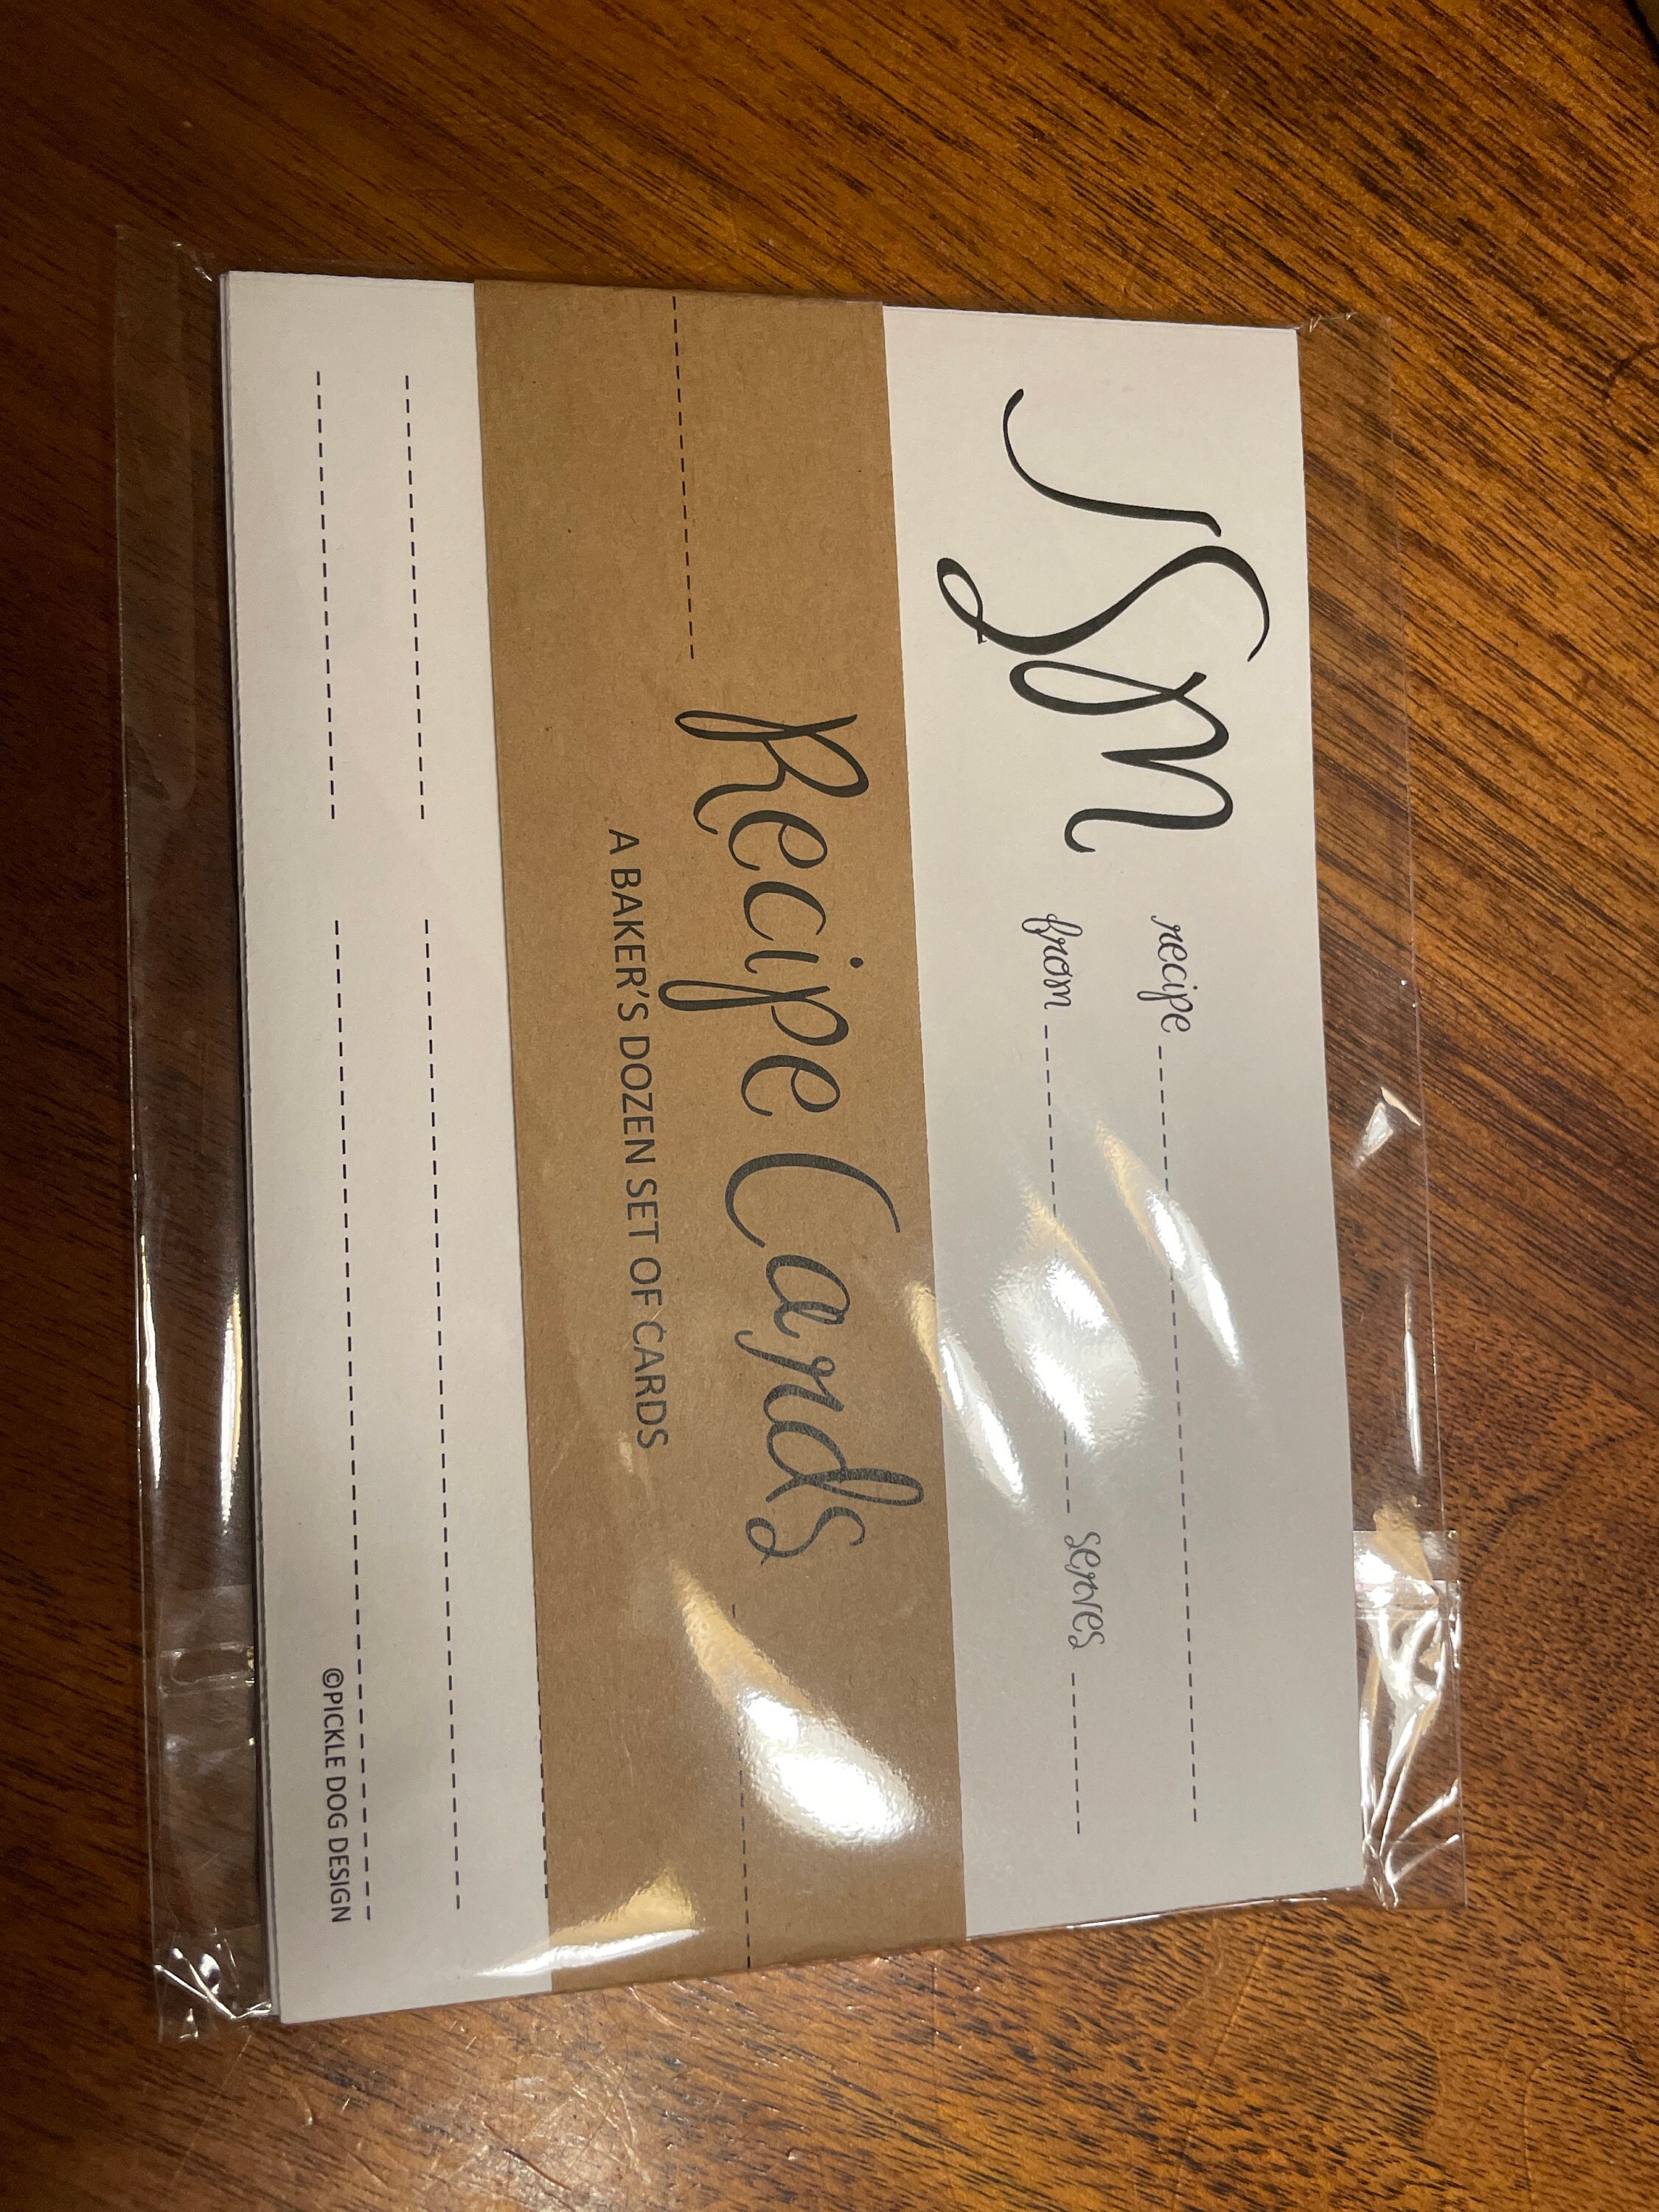 JSM
recipe
from serves
Recipe Cards
A BAKER'S DOZEN SET OF CARDS
©PICKLE DOG DESIGN